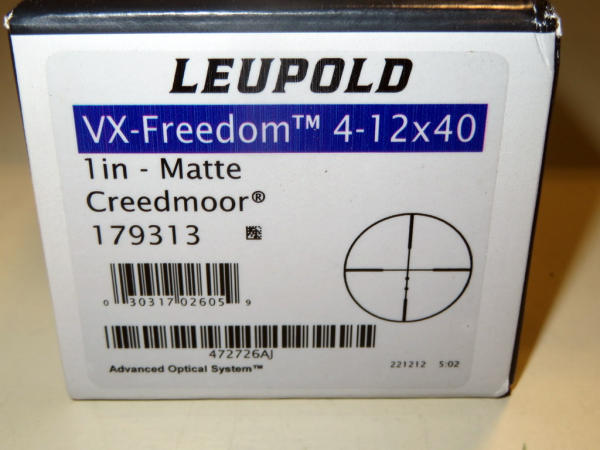 LEUPOLD
VX-Freedom™ 4-12x40
1in - Matte
Creedmoor®
179313
0 30317 02605 9
472726AJ
Advanced Optical System™
221212 5:02